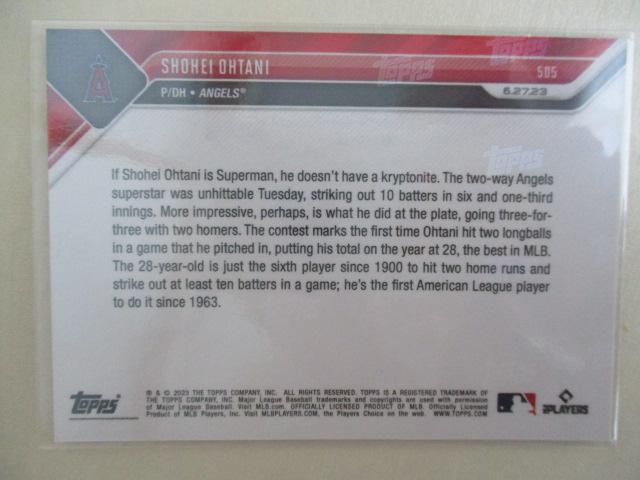 Topps
SHOHEI OHTANI
Topps
505
P/DH • ANGELS®
6.27.23
Topps
If Shohei Ohtani is Superman, he doesn't have a kryptonite. The two-way Angels
superstar was unhittable Tuesday, striking out 10 batters in six and one-third
innings. More impressive, perhaps, is what he did at the plate, going three-for-
three with two homers. The contest marks the first time Ohtani hit two longballs
in a game that he pitched in, putting his total on the year at 28, the best in MLB.
The 28-year-old is just the sixth player since 1900 to hit two home runs and
strike out at least ten batters in a game; he's the first American League player
to do it since 1963.
Topps
® & © 2023 THE TOPPS COMPANY, INC. ALL RIGHTS RESERVED. TOPPS IS A REGISTERED TRADEMARK OF
THE TOPPS COMPANY, INC. Major League Baseball trademarks and copyrights are used with permission
of Major League Baseball. Visit MLB.com. OFFICIALLY LICENSED PRODUCT OF MLB. Officially Licensed
Product of MLB Players, Inc. Visit MLBPLAYERS.COM, the Players Choice on the web. WWW.TOPPS.COM
PLAYERS